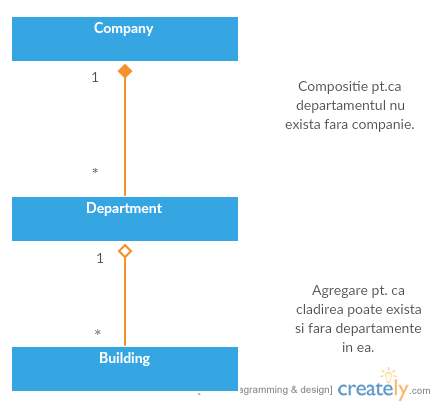 Company
1
Compositie pt.ca
departamentul nu
exista fara companie.
*
Department
1
Agregare pt. ca
cladirea poate exista
si fara departamente
in ea.
*
Building
agramming & design]
creately.com